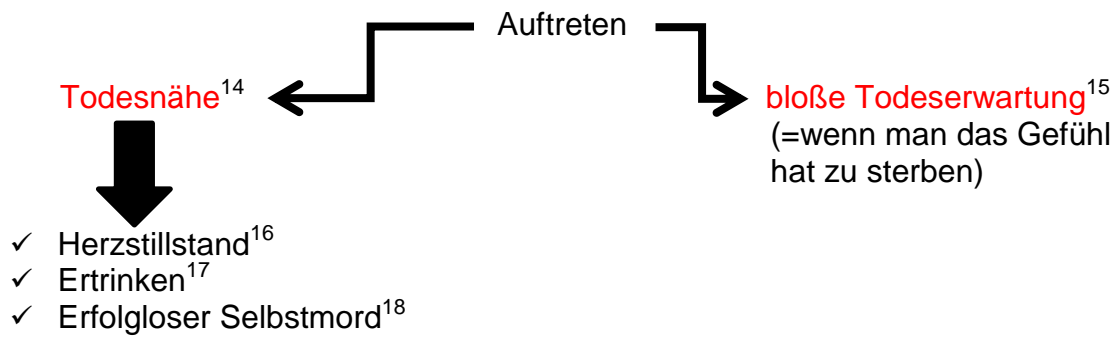 Auftreten
Todesnähe14
bloße Todeserwartung15
(=wenn man das Gefühl
hat zu sterben)
✓ Herzstillstand16
✓ Ertrinken17
✓ Erfolgloser Selbstmord18